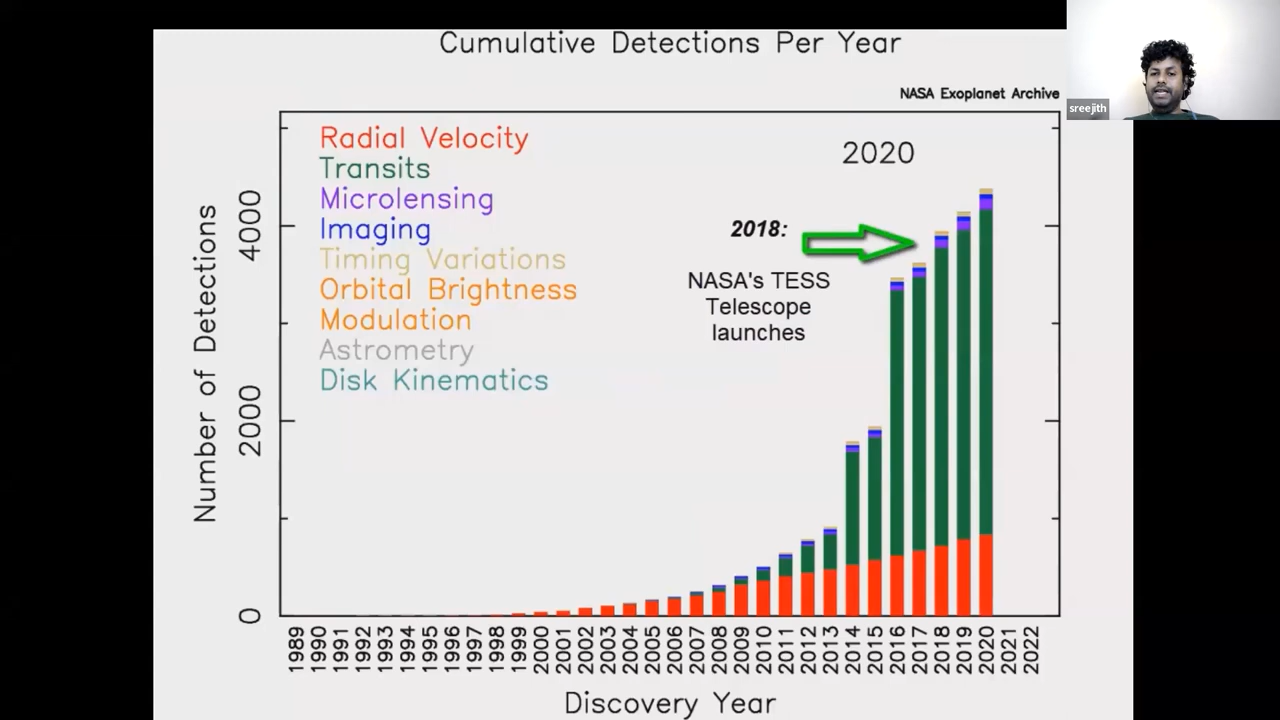 Cumulative Detections Per Year
NASA Exoplanet Archive
sreejith
Radial Velocity
Transits
Microlensing
Imaging
Timing Variations
Orbital Brightness
Modulation
Astrometry
Disk Kinematics
2020
2018:
NASA's TESS
Telescope
launches
Number of Detections
4000
2000
0
1989 1990 1991 1992 1993 1994 1995 1996 1997 1998 1999 2000 2001 2002 2003 2004 2005 2006 2007 2008 2009 2010 2011 2012 2013 2014 2015 2016 2017 2018 2019 2020 2021 2022
Discovery Year